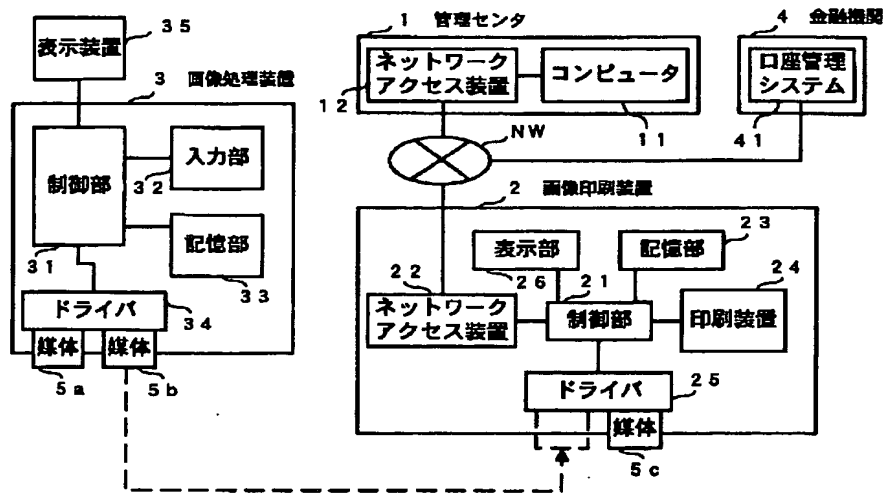 35
表示装置
3 画像処理装置
制御部
31
入力部
32
記憶部
33
ドライバ
34
媒体
媒体
5a
5b
1 管理センタ
ネットワーク
アクセス装置
12
コンピュータ
11
4 金融機関
口座管理
システム
41
NW
2 画像印刷装置
表示部
26
記憶部
23
22
ネットワーク
アクセス装置
21
制御部
24
印刷装置
ドライバ
25
媒体
5c